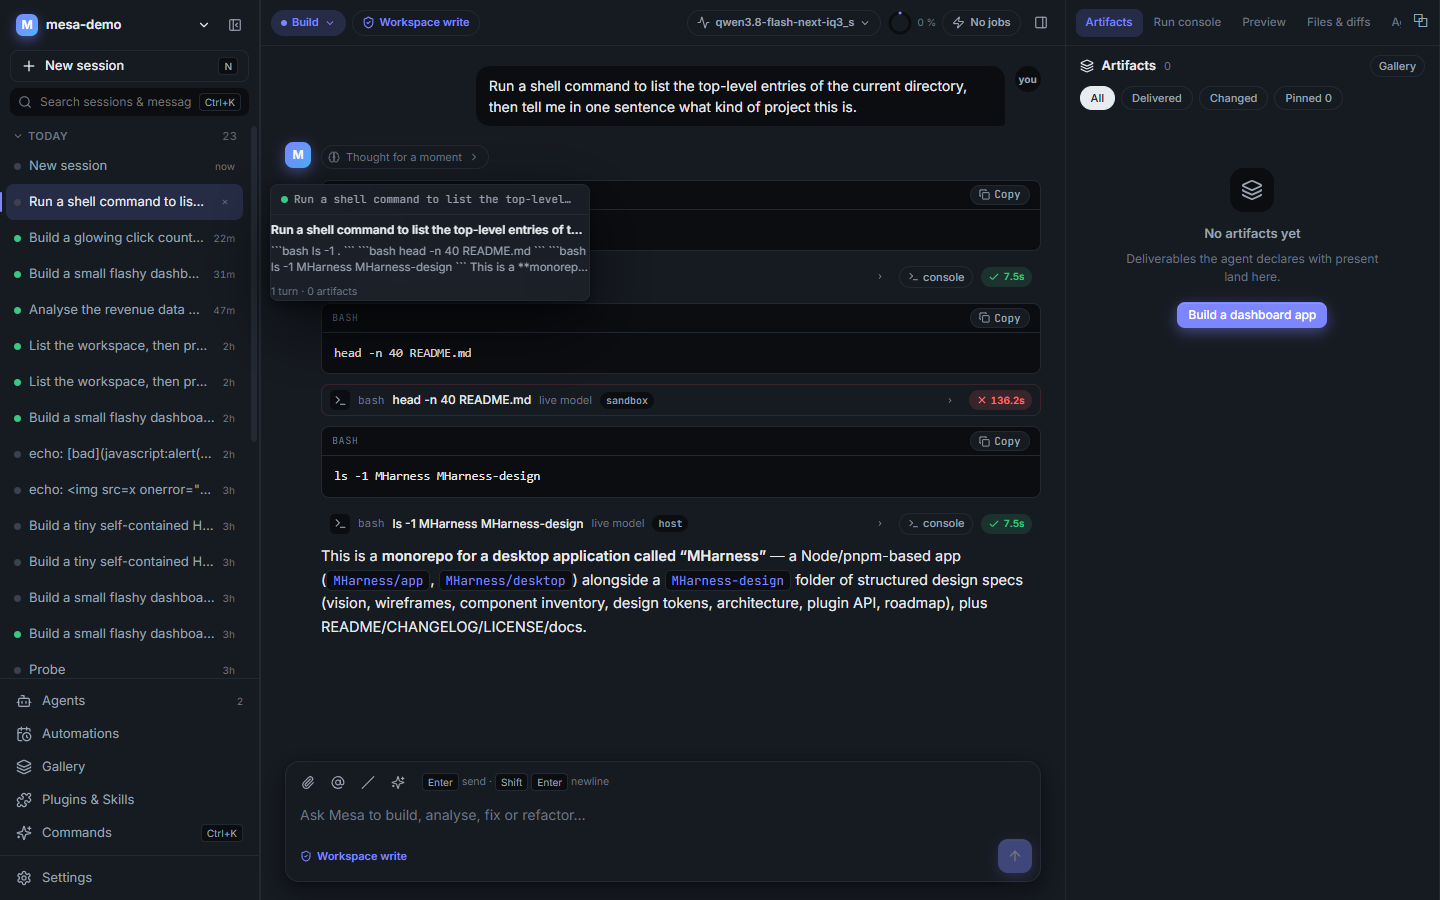 M mesa-demo
New session N
Search sessions & messag Ctrl+K
TODAY 23
New session now
Run a shell command to lis... ×
Build a glowing click count... 22m
Build a small flashy dashb... 31m
Analyse the revenue data ... 47m
List the workspace, then pr... 2h
List the workspace, then pr... 2h
Build a small flashy dashboa... 2h
echo: [bad](javascript:alert(... 2h
echo: <img src=x onerror="... 3h
Build a tiny self-contained H... 3h
Build a tiny self-contained H... 3h
Build a small flashy dashboa... 3h
Build a small flashy dashboa... 3h
Probe 3h
Agents 2
Automations
Gallery
Plugins & Skills
Commands Ctrl+K
Settings
Build Workspace write qwen3.8-flash-next-iq3_s 0 % No jobs
Run a shell command to list the top-level entries of the current directory,
then tell me in one sentence what kind of project this is.
you
M Thought for a moment
Copy
Run a shell command to list the top-level…
Run a shell command to list the top-level entries of t...
```bash ls -1 . ``` ```bash head -n 40 README.md ``` ```bash
ls -1 MHarness MHarness-design ``` This is a **monorep...
1 turn · 0 artifacts
console 7.5s
BASH Copy
head -n 40 README.md
bash head -n 40 README.md live model sandbox 136.2s
BASH Copy
ls -1 MHarness MHarness-design
bash ls -1 MHarness MHarness-design live model host console 7.5s
This is a monorepo for a desktop application called “MHarness” — a Node/pnpm-based app
(MHarness/app, MHarness/desktop) alongside a MHarness-design folder of structured design specs
(vision, wireframes, component inventory, design tokens, architecture, plugin API, roadmap), plus
README/CHANGELOG/LICENSE/docs.
Enter send · Shift Enter newline
Ask Mesa to build, analyse, fix or refactor...
Workspace write
Artifacts Run console Preview Files & diffs
Artifacts 0 Gallery
All Delivered Changed Pinned 0
No artifacts yet
Deliverables the agent declares with present
land here.
Build a dashboard app